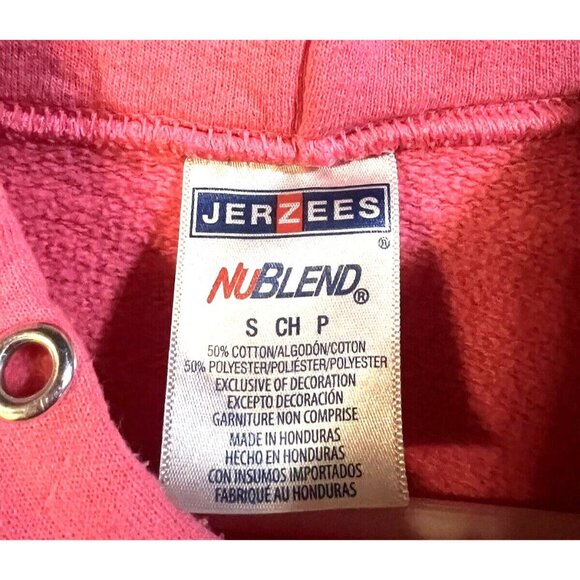 JERZEES
®
NUBLEND®
S CH P
50% COTTON/ALGODÓN/COTON
50% POLYESTER/POLIÉSTER/POLYESTER
EXCLUSIVE OF DECORATION
EXCEPTO DECORACIÓN
GARNITURE NON COMPRISE
MADE IN HONDURAS
HECHO EN HONDURAS
CON INSUMOS IMPORTADOS
FABRIQUÉ AU HONDURAS